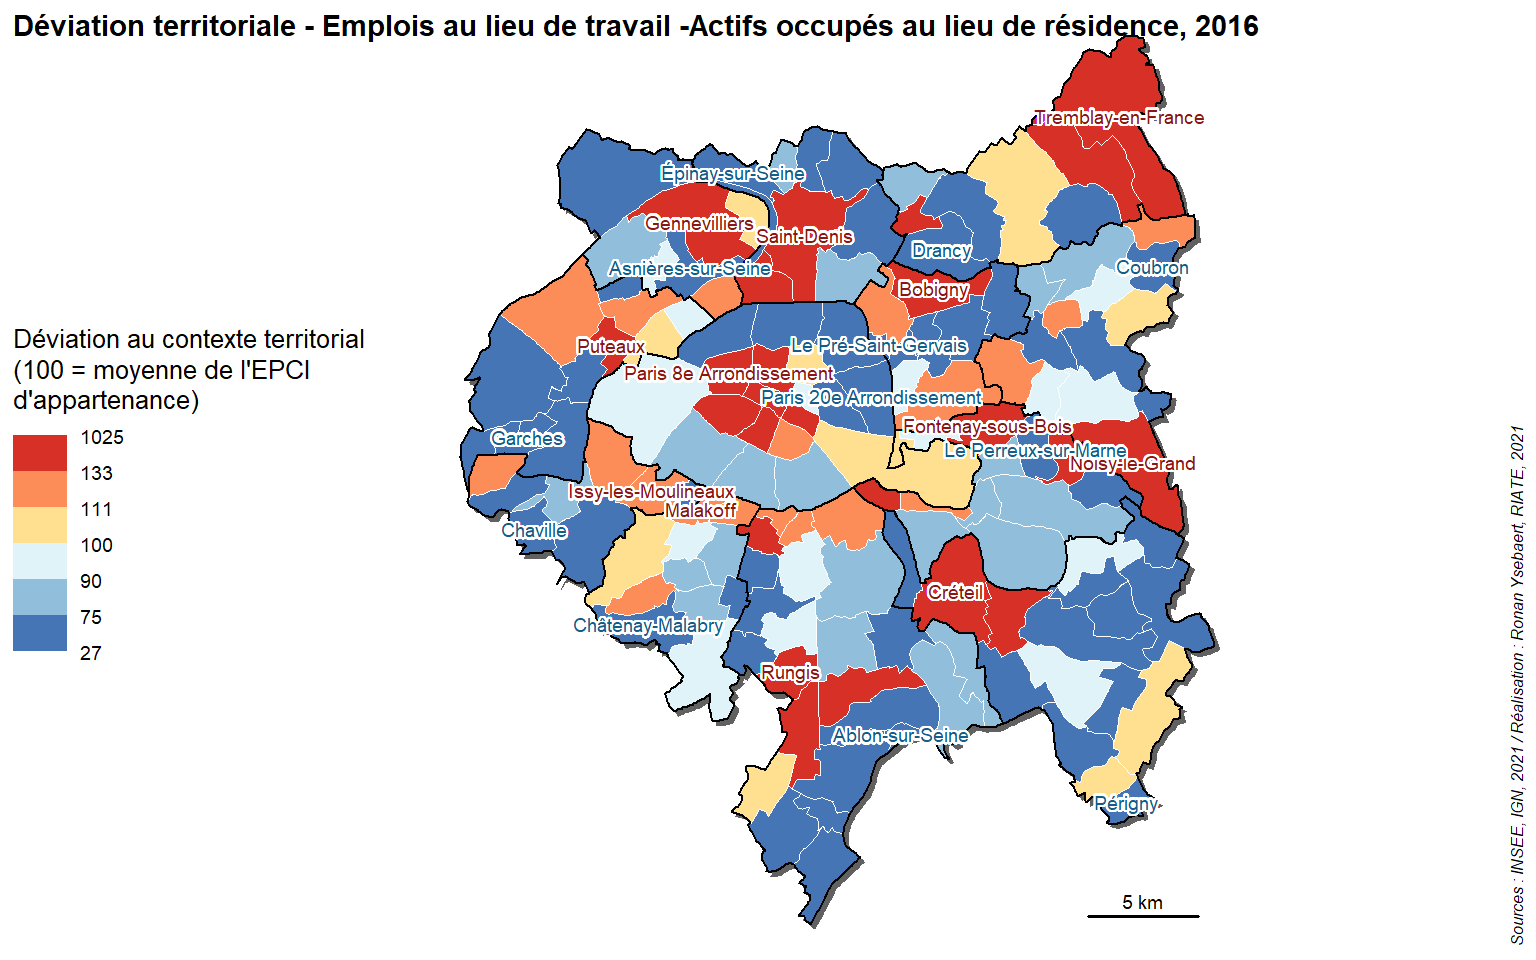 Déviation territoriale - Emplois au lieu de travail -Actifs occupés au lieu de résidence, 2016
Tremblay-en-France
Épinay-sur-Seine
Gennevilliers
Saint-Denis
Drancy
Asnières-sur-Seine
Coubron
Bobigny
Déviation au contexte territorial
(100 = moyenne de l'EPCI
d'appartenance)
1025
133
111
100
90
75
27
Puteaux
Le Pré-Saint-Gervais
Paris 8e Arrondissement
Paris 20e Arrondissement
Fontenay-sous-Bois
Garches
Le Perreux-sur-Marne
Noisy-le-Grand
Issy-les-Moulineaux
Malakoff
Chaville
Créteil
Châtenay-Malabry
Rungis
Ablon-sur-Seine
Périgny
5 km
Sources : INSEE, IGN, 2021 / Réalisation : Ronan Ysebaert, RIATE, 2021